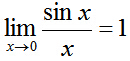 lim_{x→0} sin x / x = 1